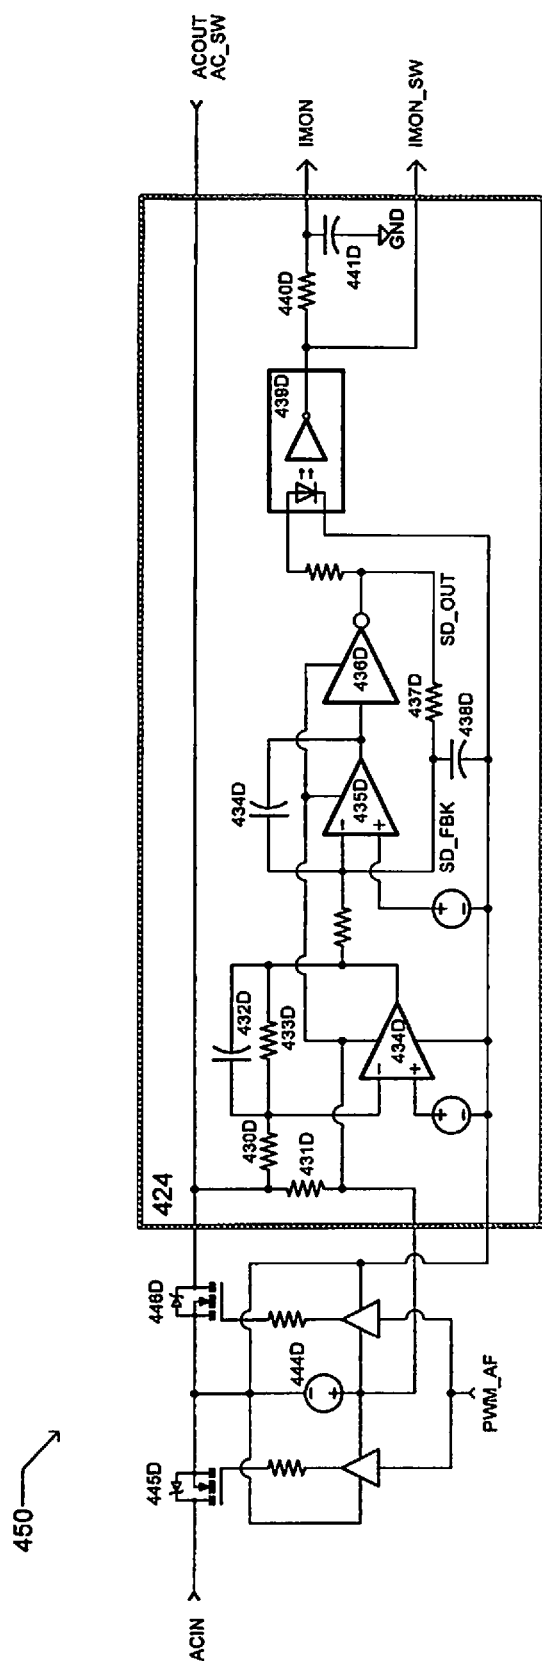 450
ACIN
445D
446D
444D
PWM_AF
424
430D
431D
432D
433D
434D
434D
435D
436D
437D
438D
SD_FBK
SD_OUT
439D
440D
441D
GND
ACOUT
AC_SW
IMON
IMON_SW